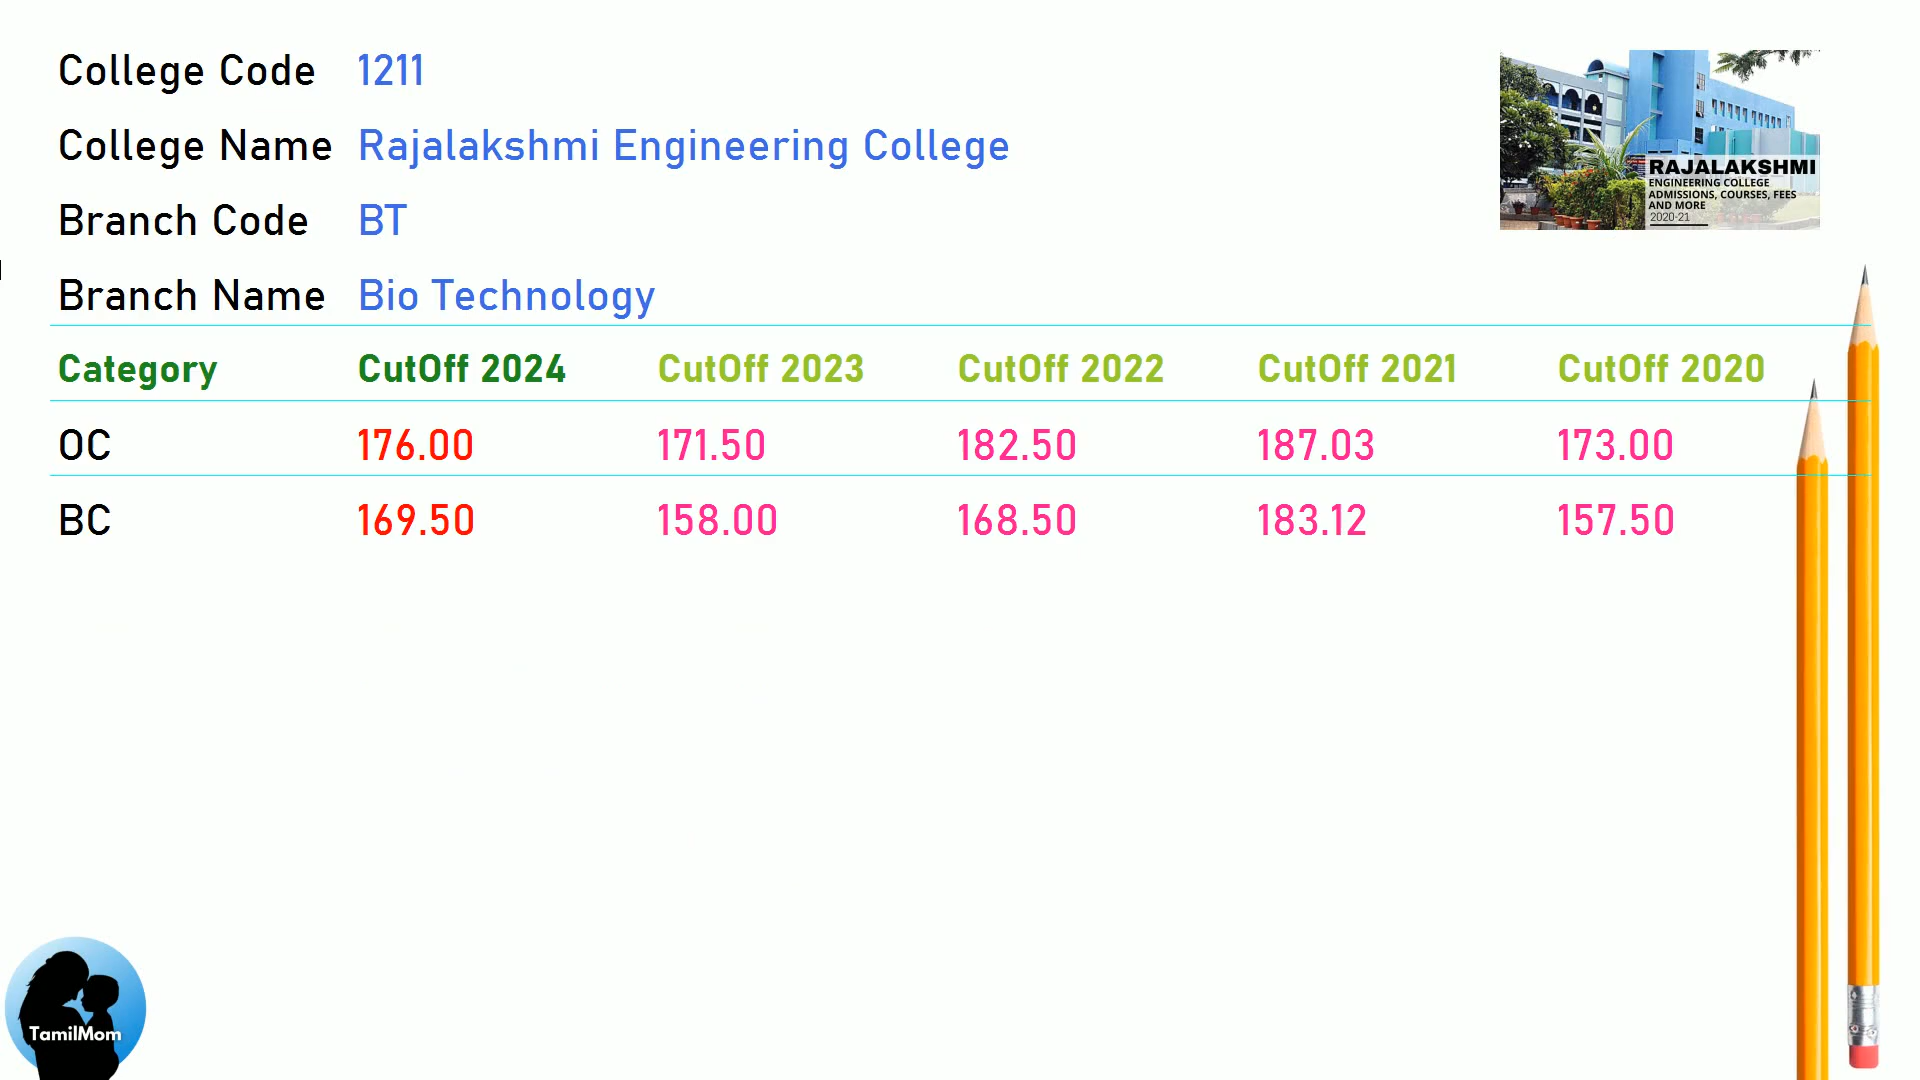 College Code 1211
College Name Rajalakshmi Engineering College
Branch Code BT
Branch Name Bio Technology
RAJALAKSHMI
ENGINEERING COLLEGE
ADMISSIONS, COURSES, FEES
AND MORE
2020-21
Category CutOff 2024 CutOff 2023 CutOff 2022 CutOff 2021 CutOff 2020
OC 176.00 171.50 182.50 187.03 173.00
BC 169.50 158.00 168.50 183.12 157.50
TamilMom